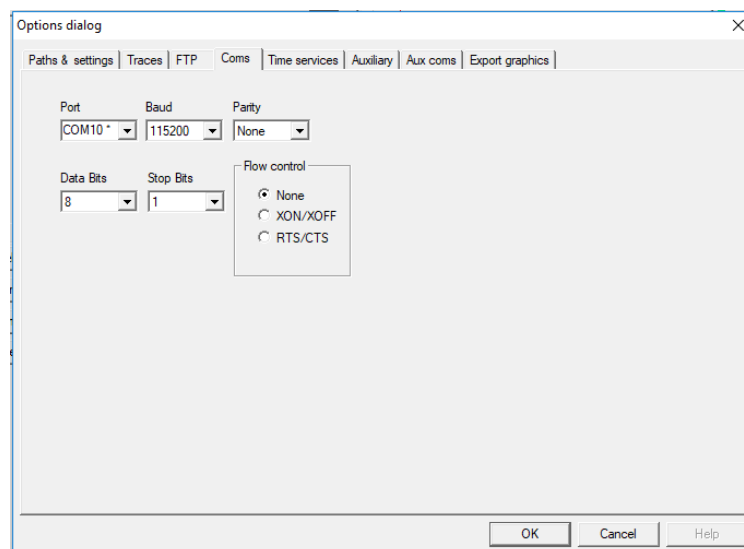 Options dialog
Paths & settings Traces FTP Coms Time services Auxiliary Aux coms Export graphics
Port Baud Parity
COM10 * 115200 None
Data Bits Stop Bits Flow control
8 1 None
XON/XOFF
RTS/CTS
OK Cancel Help